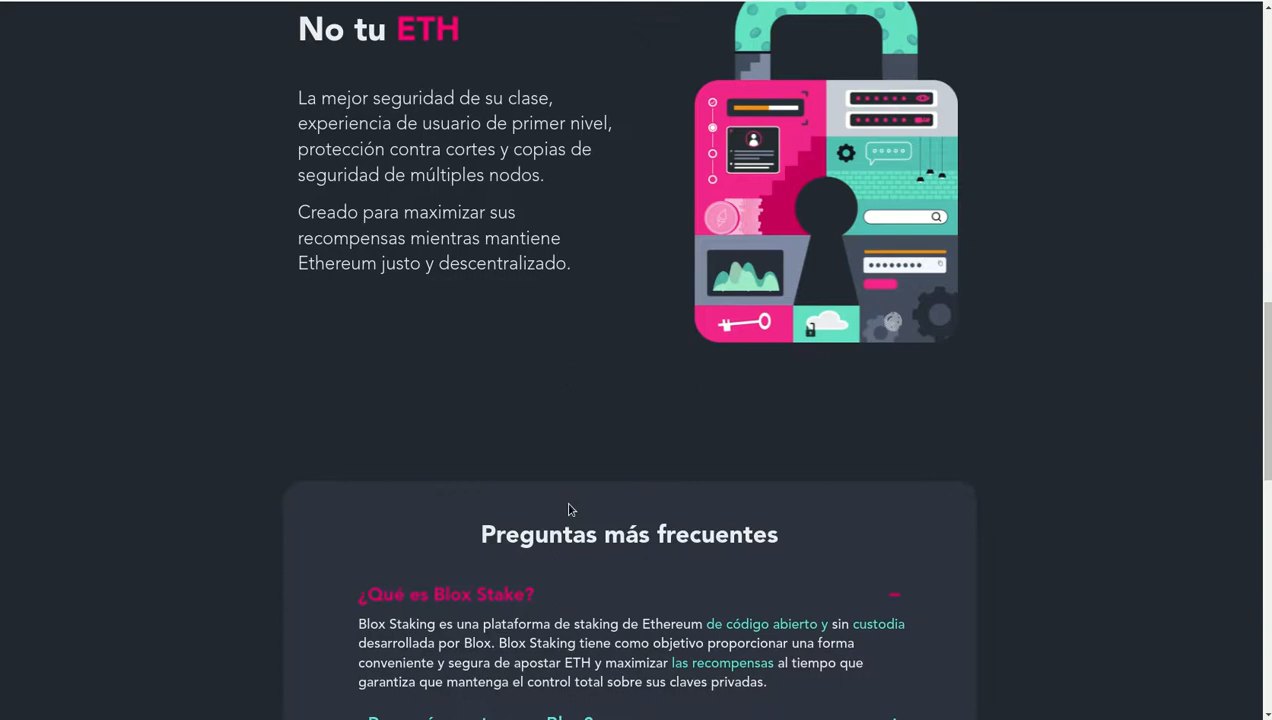 No tu ETH
La mejor seguridad de su clase,
experiencia de usuario de primer nivel,
protección contra cortes y copias de
seguridad de múltiples nodos.
Creado para maximizar sus
recompensas mientras mantiene
Ethereum justo y descentralizado.
Preguntas más frecuentes
¿Qué es Blox Stake?
Blox Staking es una plataforma de staking de Ethereum de código abierto y sin custodia
desarrollada por Blox. Blox Staking tiene como objetivo proporcionar una forma
conveniente y segura de apostar ETH y maximizar las recompensas al tiempo que
garantiza que mantenga el control total sobre sus claves privadas.